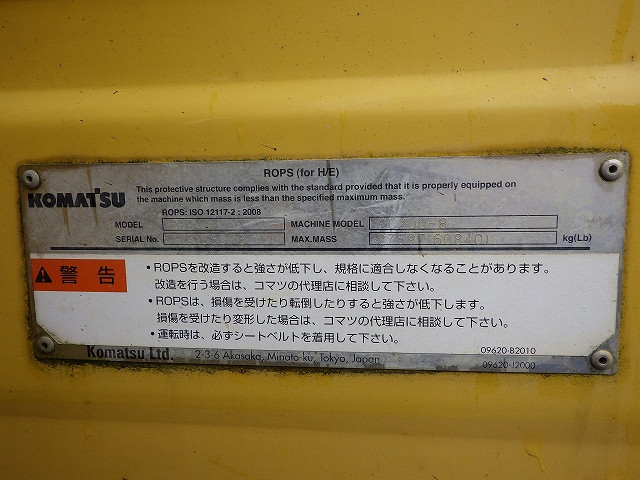 ROPS (for H/E)
KOMATSU
This protective structure complies with the standard provided that it is properly equipped on
the machine which mass is less than the specified maximum mass.
ROPS: ISO 12117-2 : 2008
MODEL
MACHINE MODEL
SERIAL No.
MAX.MASS
kg(Lb)
警告
・ROPSを改造すると強さが低下し、規格に適合しなくなることがあります。
改造を行う場合は、コマツの代理店に相談して下さい。
・ROPSは、損傷を受けたり転倒したりすると強さが低下します。
損傷を受けたり変形した場合は、コマツの代理店に相談して下さい。
・運転時は、必ずシートベルトを着用して下さい。
09620-B2010
Komatsu Ltd. 2-3-6 Akasaka, Minato-ku, Tokyo, Japan
09620-J2000